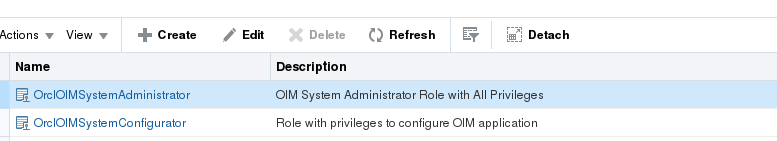 Actions View Create Edit Delete Refresh Detach
Name Description
OrclOIMSystemAdministrator OIM System Administrator Role with All Privileges
OrclOIMSystemConfigurator Role with privileges to configure OIM application